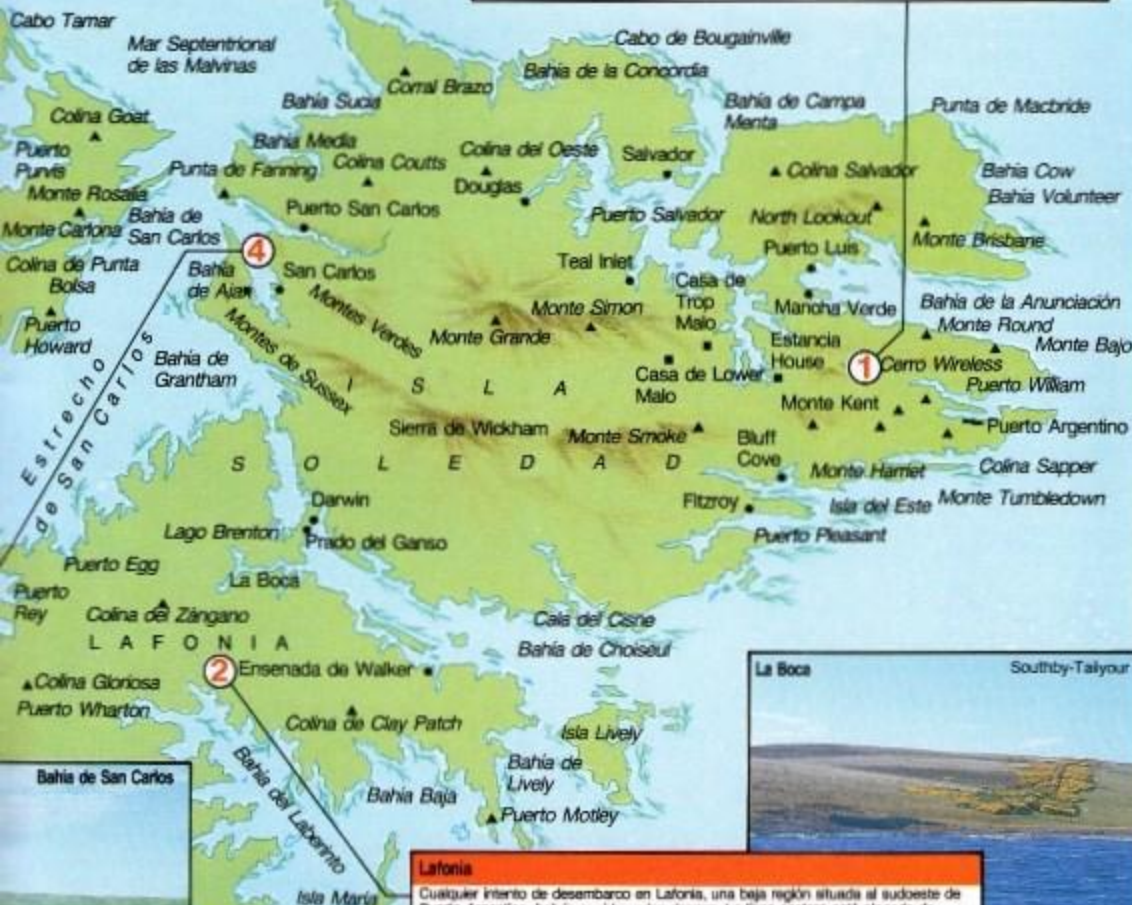 Cabo Tamar
Mar Septentrional
de las Malvinas
Cabo de Bougainville
Bahía de la Concordia
Corral Brazo
Bahía Sucia
Bahía de Campa
Menta
Punta de Macbride
Colina Goat
Bahía Media
Puerto
Purvis
Punta de Fanning
Colina Coutts
Colina del Oeste
Salvador
Colina Salvador
Bahía Cow
Bahía Volunteer
Monte Rosalia
Douglas
Bahía de
San Carlos
Puerto San Carlos
Puerto Salvador
North Lookout
Monte Carlona
Monte Brisbane
4
Puerto Luis
Colina de Punta
Bolsa
Bahía
de Ajax
San Carlos
Teal Inlet
Casa de
Trop
Malo
Mancha Verde
Bahía de la Anunciación
Puerto
Howard
Montes Verdes
Monte Simon
Monte Grande
Monte Round
Monte Bajo
Montes de Sussex
Estancia
House
1
Cerro Wireless
Bahía de
Grantham
Casa de Lower
Malo
Puerto William
Estrecho
de San Carlos
ISLA
Monte Kent
Sierra de Wickham
Monte Smoke
Puerto Argentino
Bluff
Cove
SOLEDAD
Monte Harriet
Colina Sapper
Darwin
Fitzroy
Isla del Este
Monte Tumbledown
Lago Brenton
Prado del Ganso
Puerto Pleasant
Puerto Egg
La Boca
Puerto
Rey
Colina del Zángano
Cala del Cisne
LAFONIA
Bahía de Choiseul
2
Ensenada de Walker
Colina Gloriosa
Puerto Wharton
Colina de Clay Patch
Isla Lively
Bahía de
Lively
Bahía del Laberinto
Bahía Baja
Puerto Motley
Isla María
La Boca
Southby-Tailyour
Bahía de San Carlos
Lafonia
Cualquier intento de desembarco en Lafonia, una baja región situada al sudoeste de